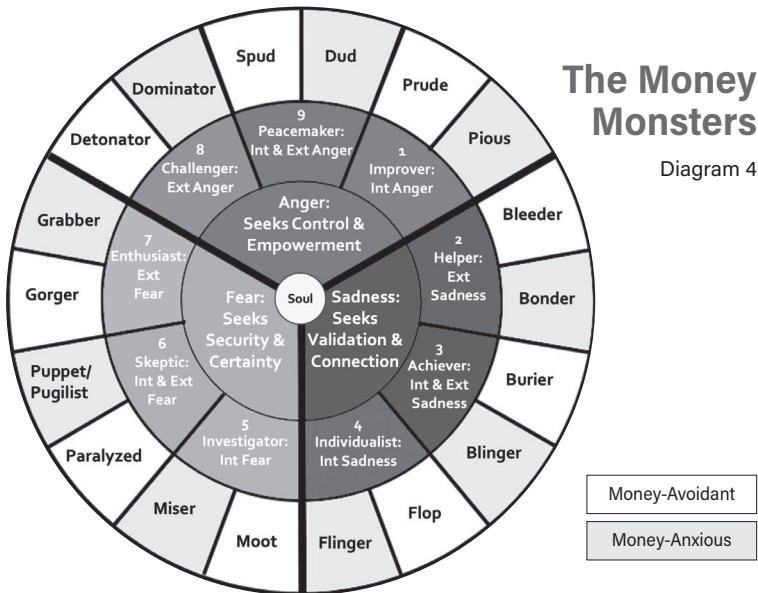 The Money
Monsters
Diagram 4
Spud
Dud
Prude
Pious
Bleeder
Bonder
Burier
Blinger
Flop
Flinger
Moot
Miser
Paralyzed
Puppet/
Pugilist
Gorger
Grabber
Detonator
Dominator
9
Peacemaker:
Int & Ext Anger
1
Improver:
Int Anger
2
Helper:
Ext
Sadness
3
Achiever:
Int & Ext
Sadness
4
Individualist:
Int Sadness
5
Investigator:
Int Fear
6
Skeptic:
Int & Ext
Fear
7
Enthusiast:
Ext
Fear
8
Challenger:
Ext Anger
Anger:
Seeks Control &
Empowerment
Sadness:
Seeks
Validation &
Connection
Fear:
Seeks
Security &
Certainty
Soul
Money-Avoidant
Money-Anxious